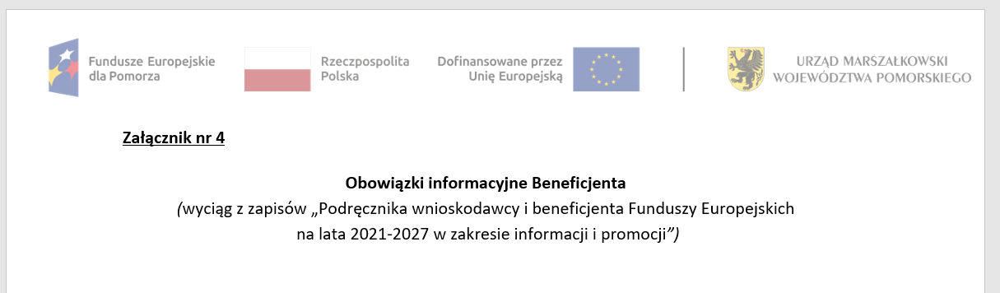 Fundusze Europejskie
dla Pomorza
Rzeczpospolita
Polska
Dofinansowane przez
Unię Europejską
URZĄD MARSZAŁKOWSKI
WOJEWÓDZTWA POMORSKIEGO
Załącznik nr 4
Obowiązki informacyjne Beneficjenta
(wyciąg z zapisów „Podręcznika wnioskodawcy i beneficjenta Funduszy Europejskich
na lata 2021-2027 w zakresie informacji i promocji”)